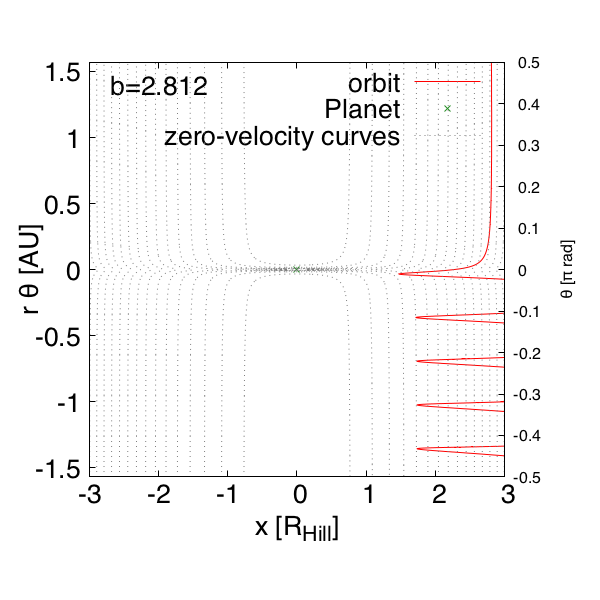 b=2.812
orbit
Planet
zero-velocity curves
r θ [AU]
1.5
1
0.5
0
-0.5
-1
-1.5
0.5
0.4
0.3
0.2
0.1
0
-0.1
-0.2
-0.3
-0.4
-0.5
θ [π rad]
-3 -2 -1 0 1 2 3
x [R_Hill]